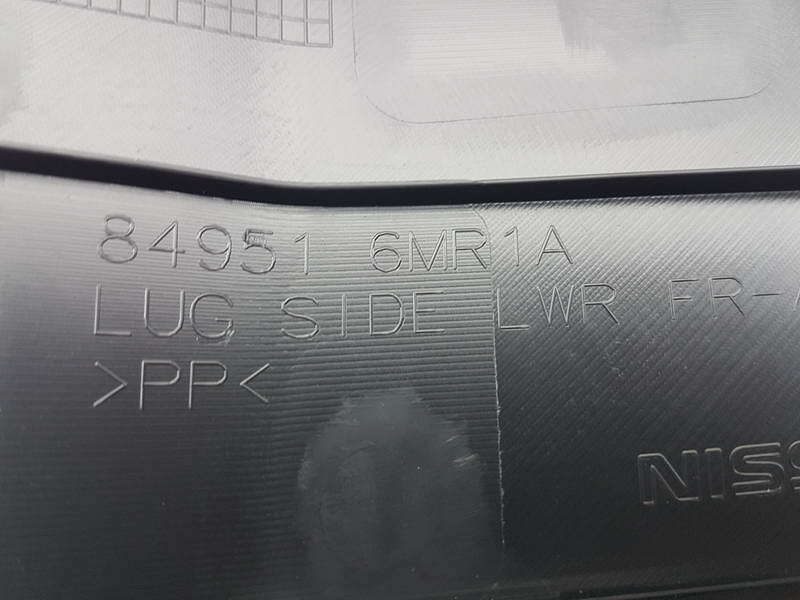 84951 6MR1A
LUG SIDE LWR FR-
>PP<
NISS